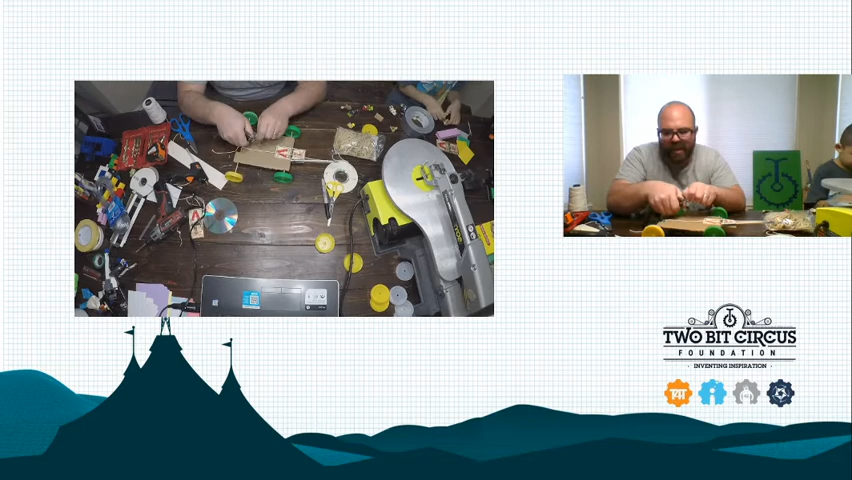 TWO BIT CIRCUS
FOUNDATION
· INVENTING INSPIRATION ·